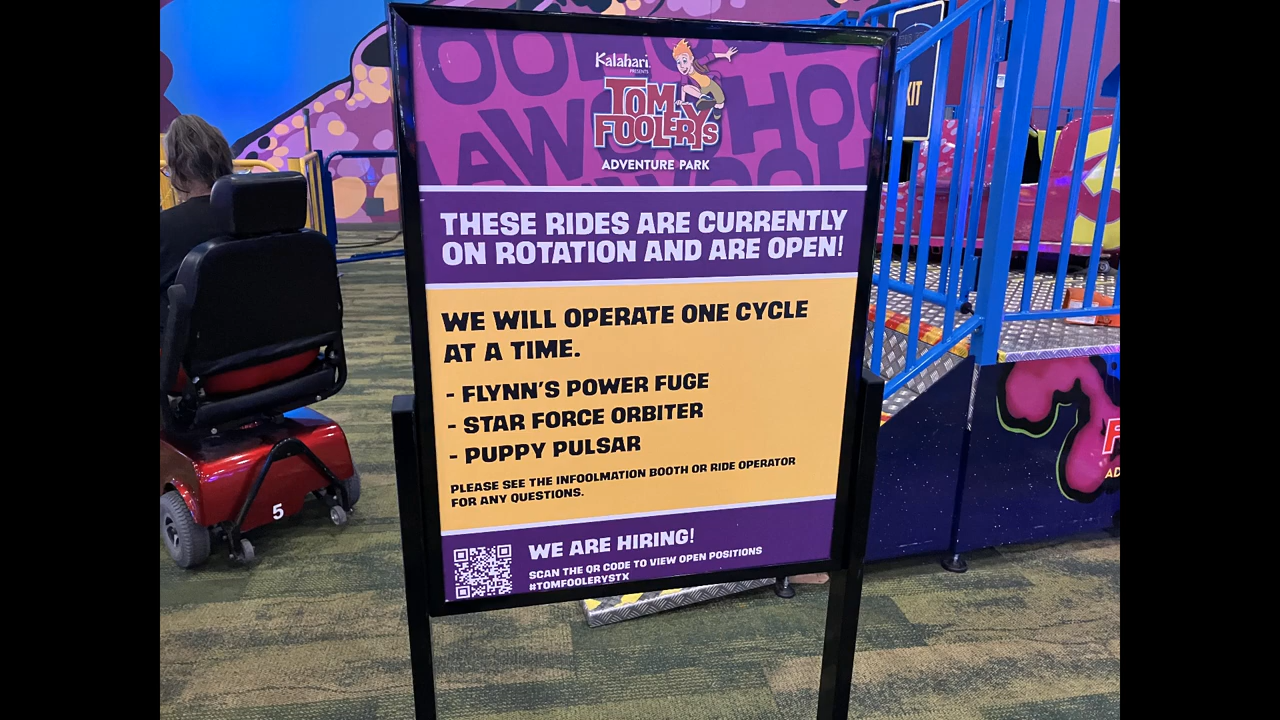 Kalahari
PRESENTS
TOM
FOOLERYS
ADVENTURE PARK
THESE RIDES ARE CURRENTLY
ON ROTATION AND ARE OPEN!
WE WILL OPERATE ONE CYCLE
AT A TIME.
- FLYNN'S POWER FUGE
- STAR FORCE ORBITER
- PUPPY PULSAR
PLEASE SEE THE INFOOLMATION BOOTH OR RIDE OPERATOR
FOR ANY QUESTIONS.
WE ARE HIRING!
SCAN THE QR CODE TO VIEW OPEN POSITIONS
#TOMFOOLERYSTX
5